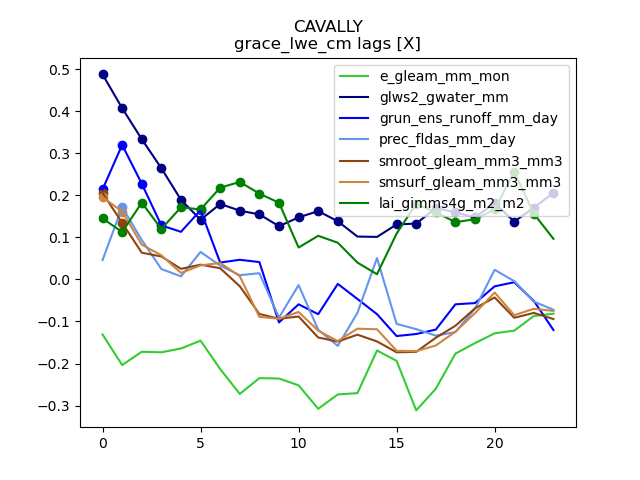 CAVALLY
grace_lwe_cm lags [X]
0.5
0.4
0.3
0.2
0.1
0.0
−0.1
−0.2
−0.3
0
5
10
15
20
e_gleam_mm_mon
glws2_gwater_mm
grun_ens_runoff_mm_day
prec_fldas_mm_day
smroot_gleam_mm3_mm3
smsurf_gleam_mm3_mm3
lai_gimms4g_m2_m2